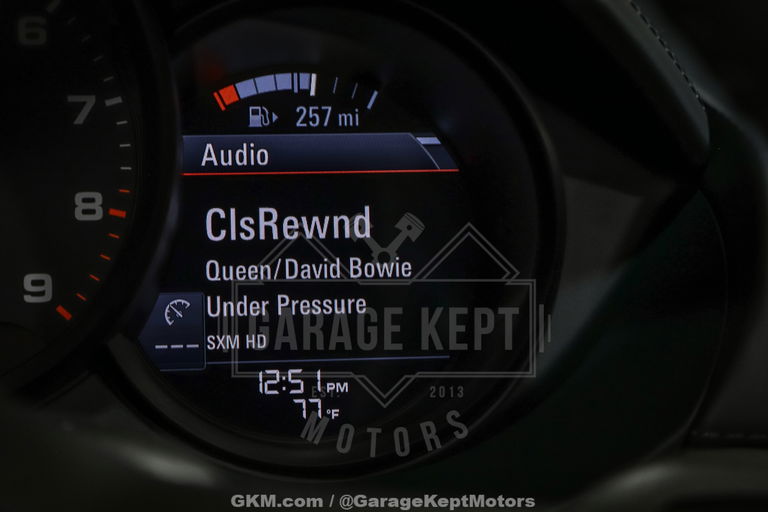 6
7
8
9
257 mi
Audio
ClsRewnd
Queen/David Bowie
Under Pressure
SXM HD
12:51 PM
77 °F
GARAGE KEPT
EST. 2013
MOTORS
GKM.com / @GarageKeptMotors